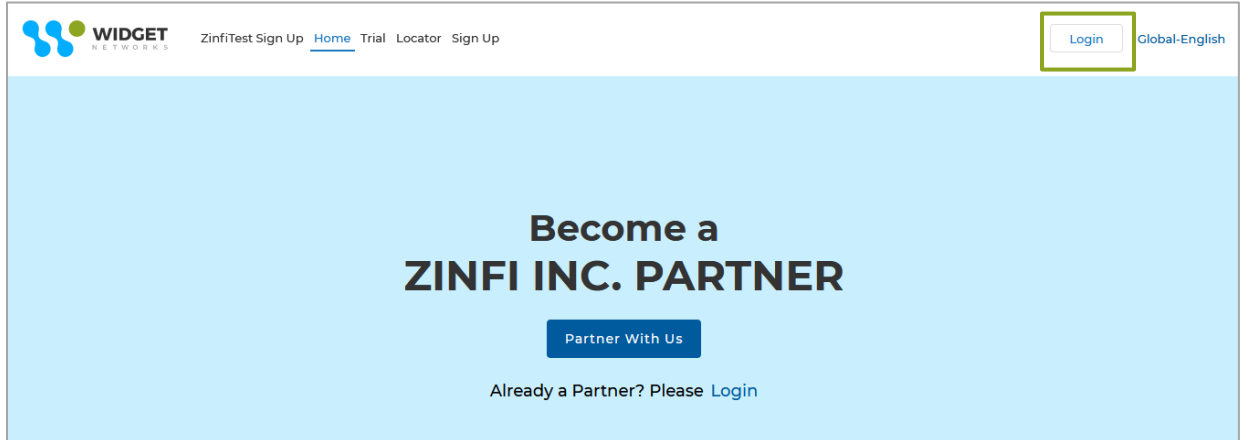 WIDGET
NETWORKS
ZinfiTest Sign Up Home Trial Locator Sign Up
Login
Global-English
Become a
ZINFI INC. PARTNER
Partner With Us
Already a Partner? Please Login